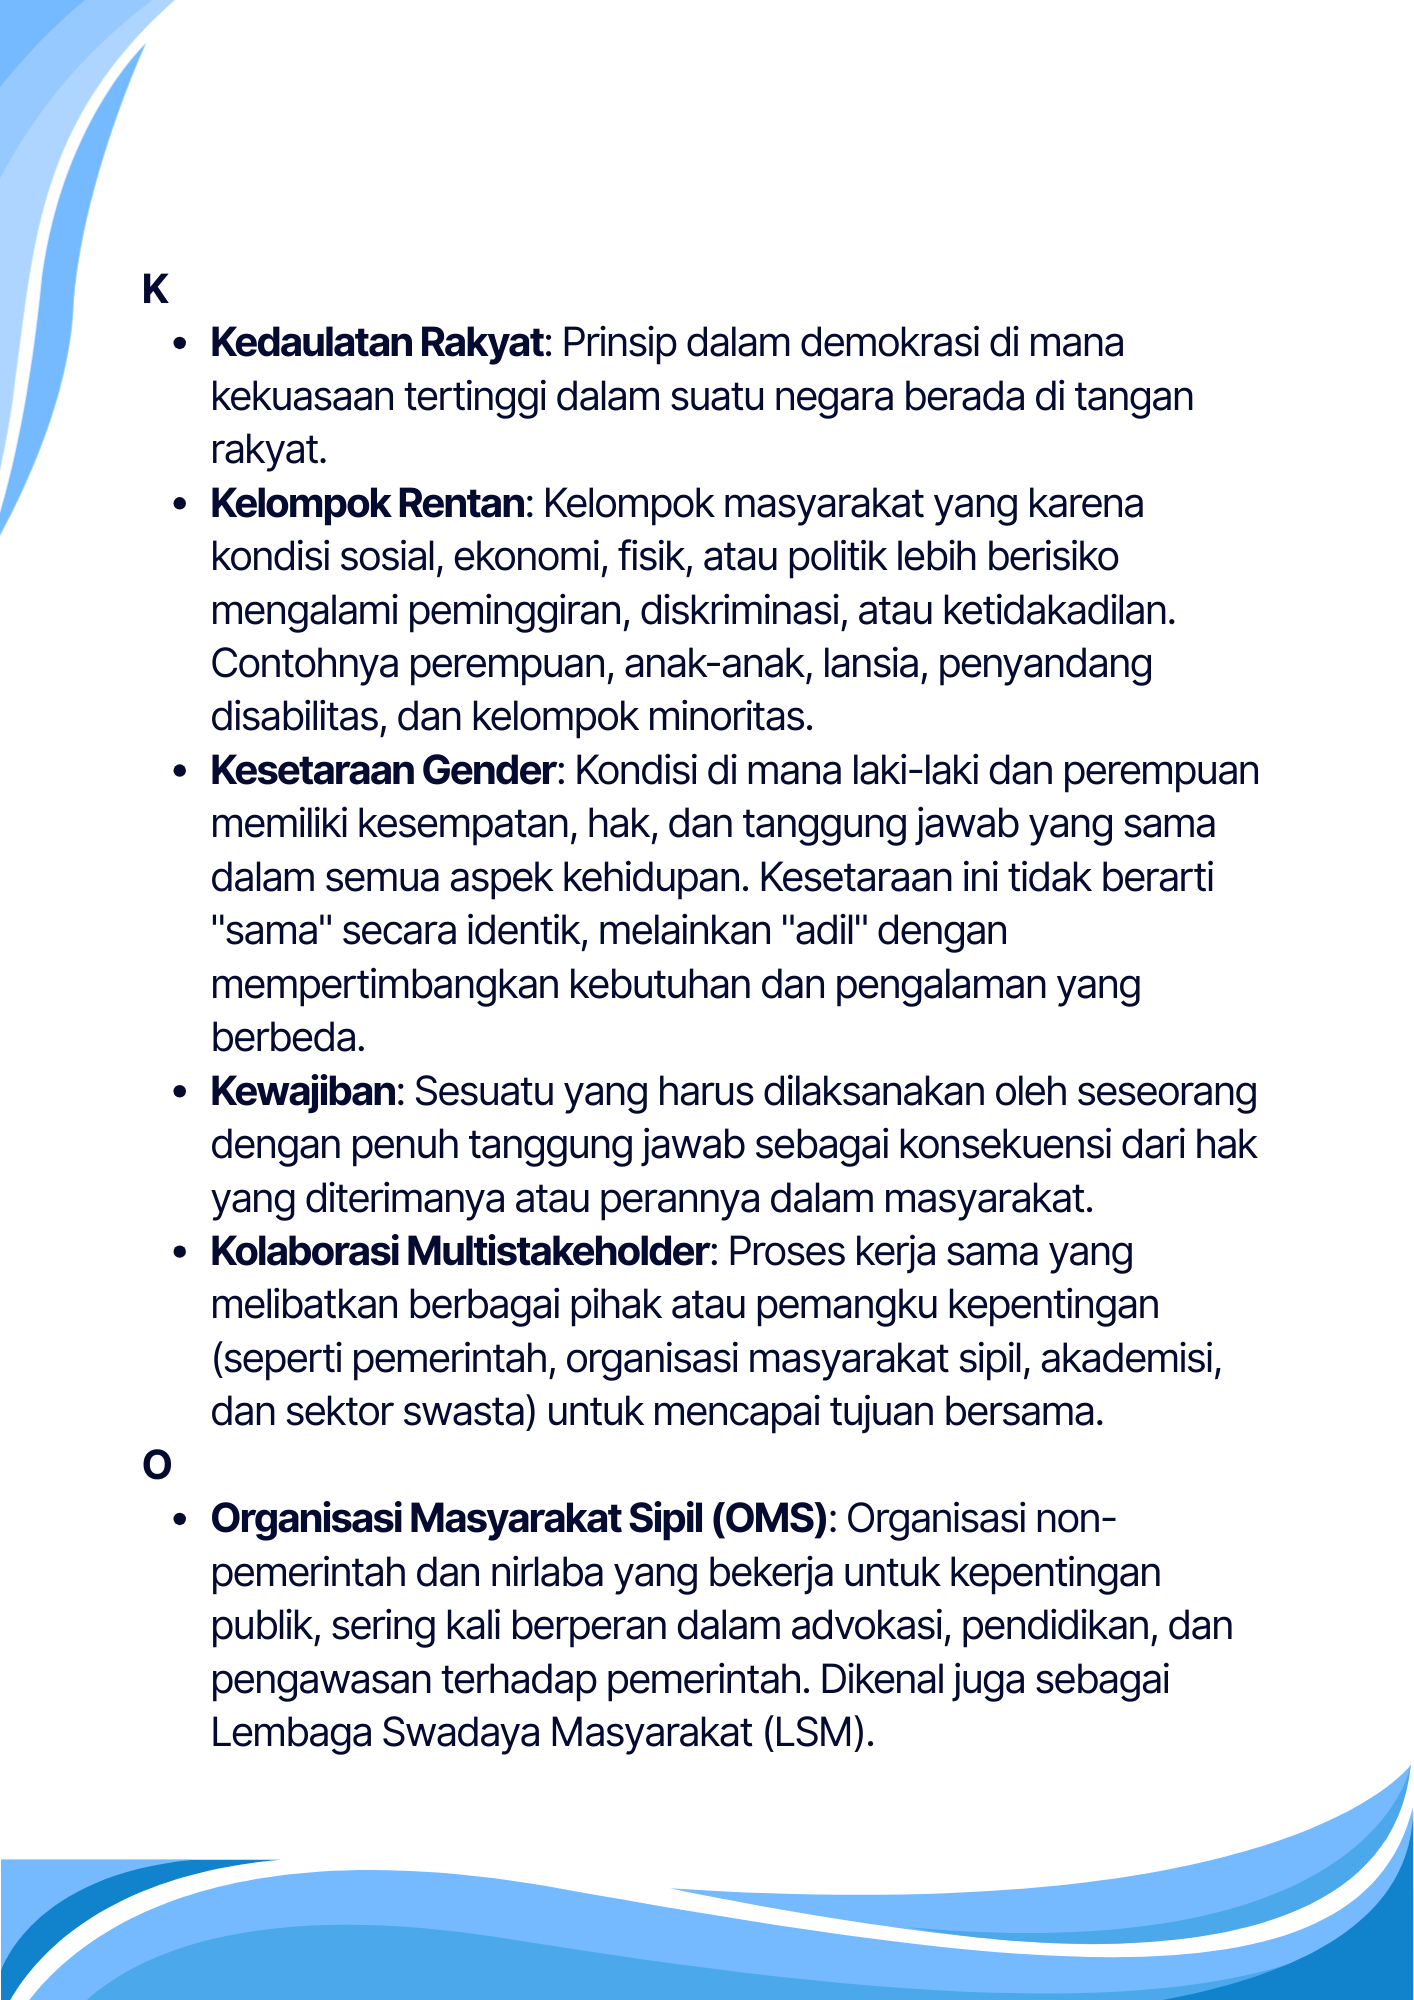 K
• Kedaulatan Rakyat: Prinsip dalam demokrasi di mana
kekuasaan tertinggi dalam suatu negara berada di tangan
rakyat.
• Kelompok Rentan: Kelompok masyarakat yang karena
kondisi sosial, ekonomi, fisik, atau politik lebih berisiko
mengalami peminggiran, diskriminasi, atau ketidakadilan.
Contohnya perempuan, anak-anak, lansia, penyandang
disabilitas, dan kelompok minoritas.
• Kesetaraan Gender: Kondisi di mana laki-laki dan perempuan
memiliki kesempatan, hak, dan tanggung jawab yang sama
dalam semua aspek kehidupan. Kesetaraan ini tidak berarti
"sama" secara identik, melainkan "adil" dengan
mempertimbangkan kebutuhan dan pengalaman yang
berbeda.
• Kewajiban: Sesuatu yang harus dilaksanakan oleh seseorang
dengan penuh tanggung jawab sebagai konsekuensi dari hak
yang diterimanya atau perannya dalam masyarakat.
• Kolaborasi Multistakeholder: Proses kerja sama yang
melibatkan berbagai pihak atau pemangku kepentingan
(seperti pemerintah, organisasi masyarakat sipil, akademisi,
dan sektor swasta) untuk mencapai tujuan bersama.
O
• Organisasi Masyarakat Sipil (OMS): Organisasi non-
pemerintah dan nirlaba yang bekerja untuk kepentingan
publik, sering kali berperan dalam advokasi, pendidikan, dan
pengawasan terhadap pemerintah. Dikenal juga sebagai
Lembaga Swadaya Masyarakat (LSM).